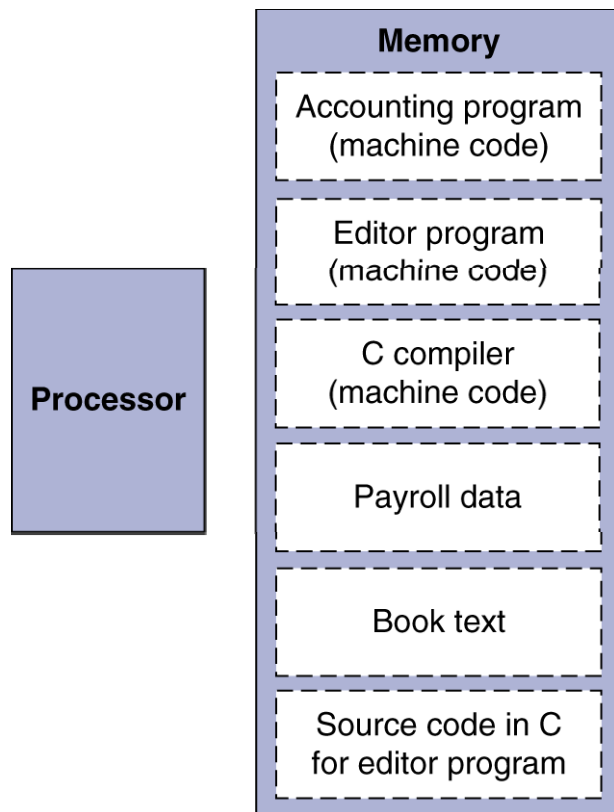 Memory
Accounting program
(machine code)
Editor program
(machine code)
C compiler
(machine code)
Processor
Payroll data
Book text
Source code in C
for editor program